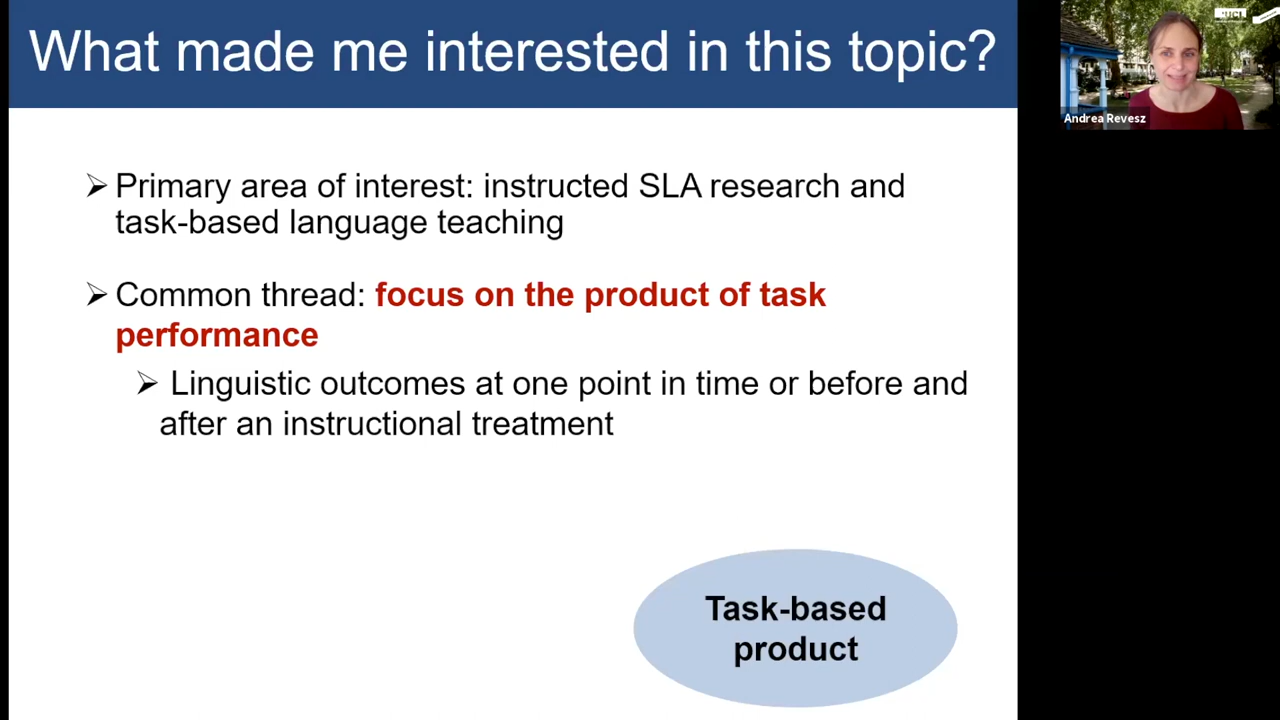 What made me interested in this topic?
Andrea Revesz
➢ Primary area of interest: instructed SLA research and
task-based language teaching
➢ Common thread: focus on the product of task
performance
➢ Linguistic outcomes at one point in time or before and
after an instructional treatment
Task-based
product